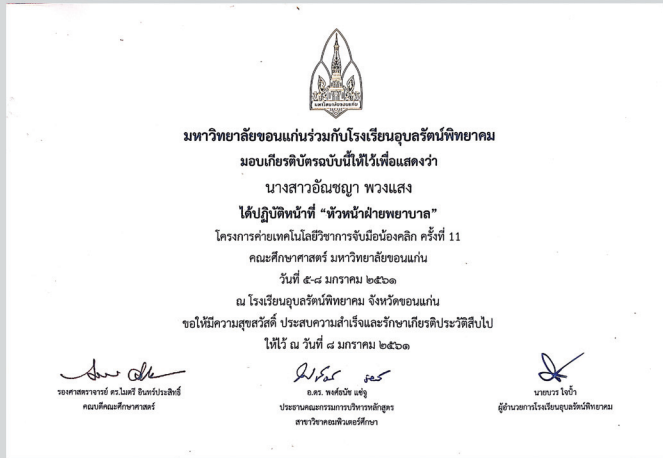 มหาวิทยาลัยขอนแก่น
มหาวิทยาลัยขอนแก่นร่วมกับโรงเรียนอุบลรัตน์พิทยาคม
มอบเกียรติบัตรฉบับนี้ให้ไว้เพื่อแสดงว่า
นางสาวอัณชญา พวงแสง
ได้ปฏิบัติหน้าที่ “หัวหน้าฝ่ายพยาบาล”
โครงการค่ายเทคโนโลยีวิชาการจับมือน้องคลิก ครั้งที่ 11
คณะศึกษาศาสตร์ มหาวิทยาลัยขอนแก่น
วันที่ ๕-๘ มกราคม ๒๕๖๑
ณ โรงเรียนอุบลรัตน์พิทยาคม จังหวัดขอนแก่น
ขอให้มีความสุขสวัสดิ์ ประสบความสำเร็จและรักษาเกียรติประวัติสืบไป
ให้ไว้ ณ วันที่ ๘ มกราคม ๒๕๖๑
รองศาสตราจารย์ ดร.ไมตรี อินทร์ประสิทธิ์
คณบดีคณะศึกษาศาสตร์
อ.ดร. พงศ์ธนัช แซ่จู
ประธานคณะกรรมการบริหารหลักสูตร
สาขาวิชาคอมพิวเตอร์ศึกษา
นายบวร ใจป้ำ
ผู้อำนวยการโรงเรียนอุบลรัตน์พิทยาคม